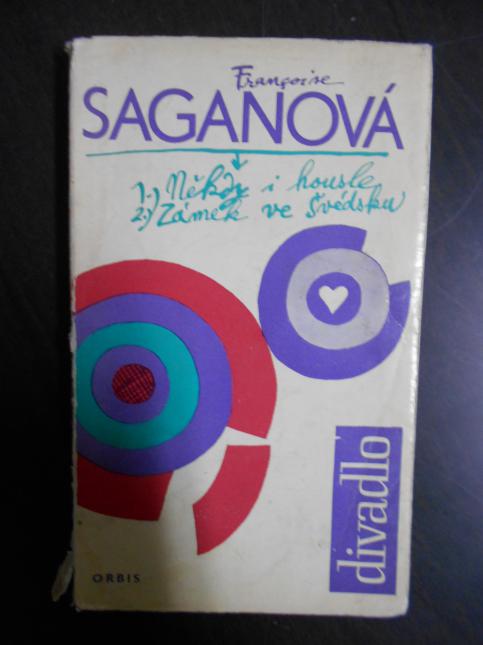 Françoise
SAGANOVÁ
1.) Někdy i housle
2.) Zámek ve Švédsku
divadlo
ORBIS